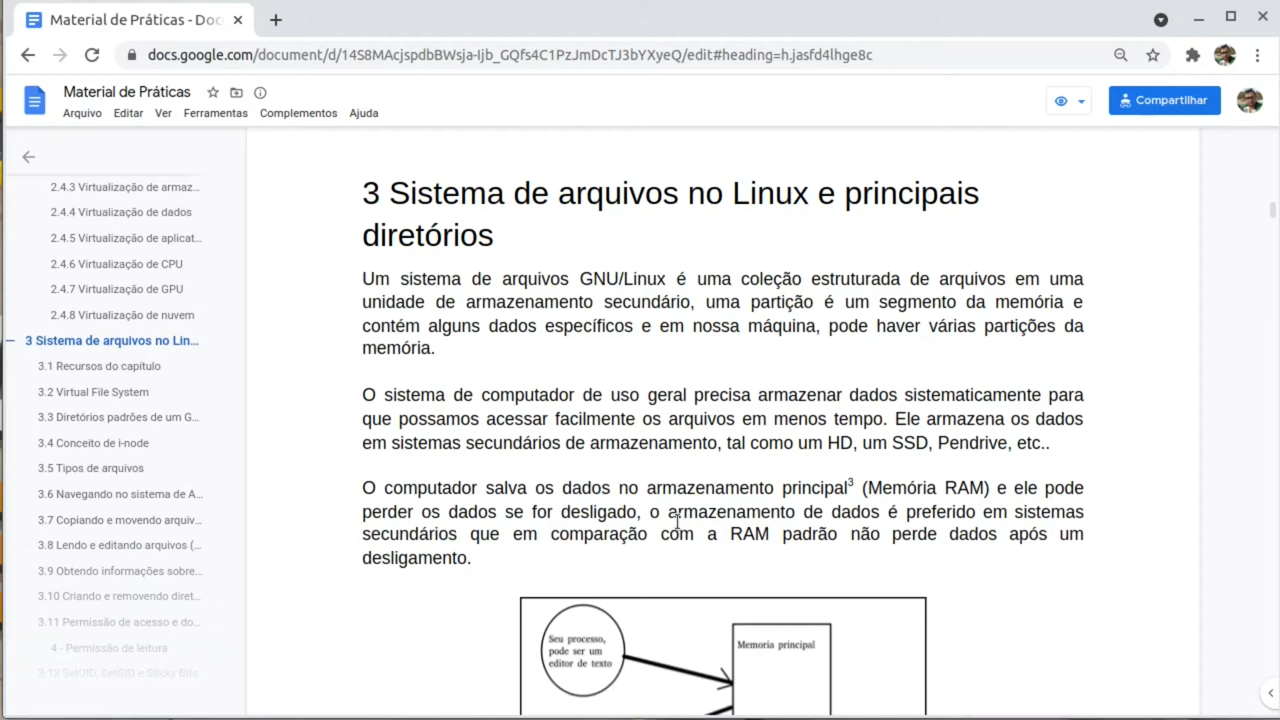 Material de Práticas - Doc
docs.google.com/document/d/14S8MAcjspdbBWsja-Ijb_GQfs4C1PzJmDcTJ3bYXyeQ/edit#heading=h.jasfd4lhge8c
Material de Práticas
Arquivo Editar Ver Ferramentas Complementos Ajuda
Compartilhar
2.4.3 Virtualização de armaz...
2.4.4 Virtualização de dados
2.4.5 Virtualização de aplicat...
2.4.6 Virtualização de CPU
2.4.7 Virtualização de GPU
2.4.8 Virtualização de nuvem
3 Sistema de arquivos no Lin...
3.1 Recursos do capítulo
3.2 Virtual File System
3.3 Diretórios padrões de um G...
3.4 Conceito de i-node
3.5 Tipos de arquivos
3.6 Navegando no sistema de A...
3.7 Copiando e movendo arquiv...
3.8 Lendo e editando arquivos (...
3.9 Obtendo informações sobre...
3.10 Criando e removendo diret...
3.11 Permissão de acesso e do...
4 - Permissão de leitura
3.12 SetUID, SetGID e Sticky Bits
3 Sistema de arquivos no Linux e principais
diretórios
Um sistema de arquivos GNU/Linux é uma coleção estruturada de arquivos em uma
unidade de armazenamento secundário, uma partição é um segmento da memória e
contém alguns dados específicos e em nossa máquina, pode haver várias partições da
memória.
O sistema de computador de uso geral precisa armazenar dados sistematicamente para
que possamos acessar facilmente os arquivos em menos tempo. Ele armazena os dados
em sistemas secundários de armazenamento, tal como um HD, um SSD, Pendrive, etc..
O computador salva os dados no armazenamento principal³ (Memória RAM) e ele pode
perder os dados se for desligado, o armazenamento de dados é preferido em sistemas
secundários que em comparação com a RAM padrão não perde dados após um
desligamento.
Seu processo,
pode ser um
editor de texto
Memoria principal